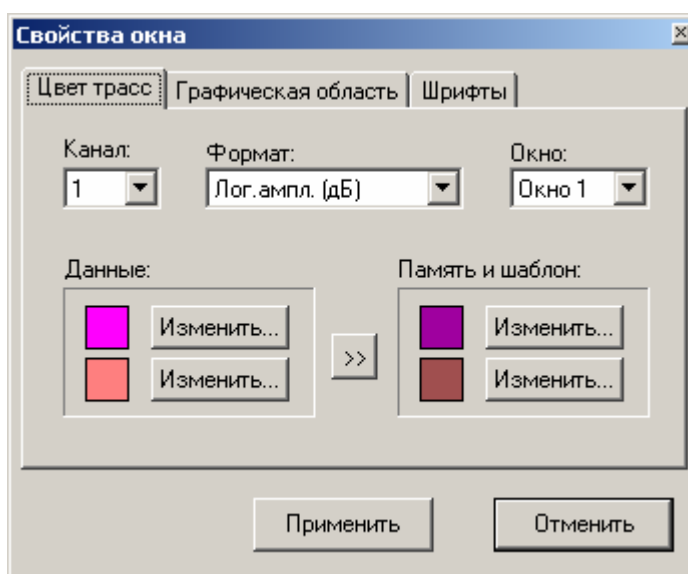 Свойства окна
Цвет трасс Графическая область Шрифты
Канал: Формат: Окно:
1 Лог.ампл. (дБ) Окно 1
Данные: Память и шаблон:
Изменить... Изменить...
>>
Изменить... Изменить...
Применить Отменить